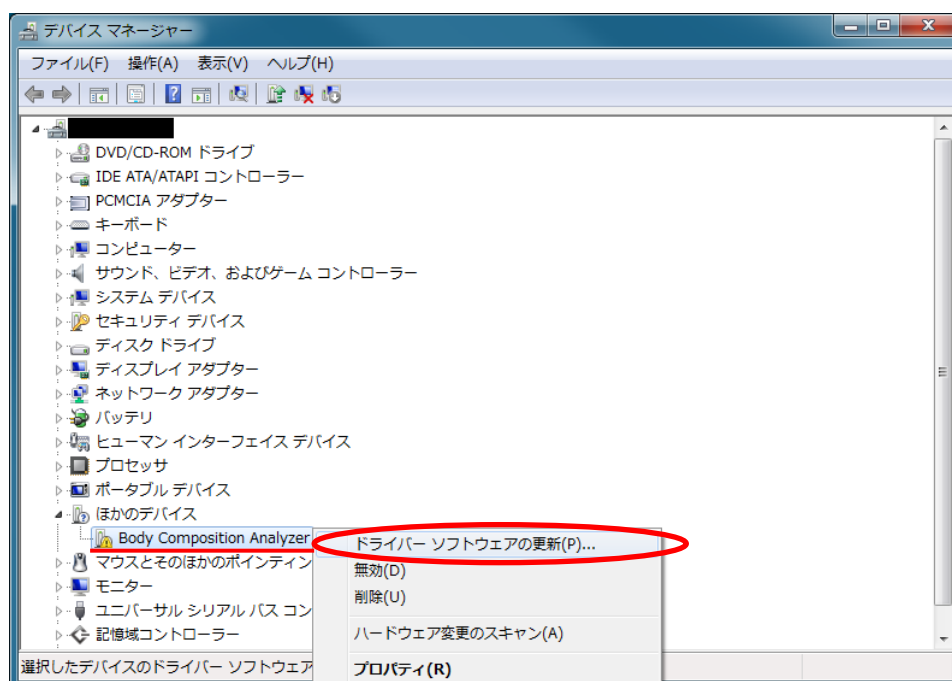 デバイス マネージャー
ファイル(F) 操作(A) 表示(V) ヘルプ(H)
DVD/CD-ROM ドライブ
IDE ATA/ATAPI コントローラー
PCMCIA アダプター
キーボード
コンピューター
サウンド、ビデオ、およびゲーム コントローラー
システム デバイス
セキュリティ デバイス
ディスク ドライブ
ディスプレイ アダプター
ネットワーク アダプター
バッテリ
ヒューマン インターフェイス デバイス
プロセッサ
ポータブル デバイス
ほかのデバイス
Body Composition Analyzer
ドライバー ソフトウェアの更新(P)...
マウスとそのほかのポインティン
無効(D)
モニター
削除(U)
ユニバーサル シリアル バス コン
記憶域コントローラー
ハードウェア変更のスキャン(A)
選択したデバイスのドライバー ソフトウェア
プロパティ(R)